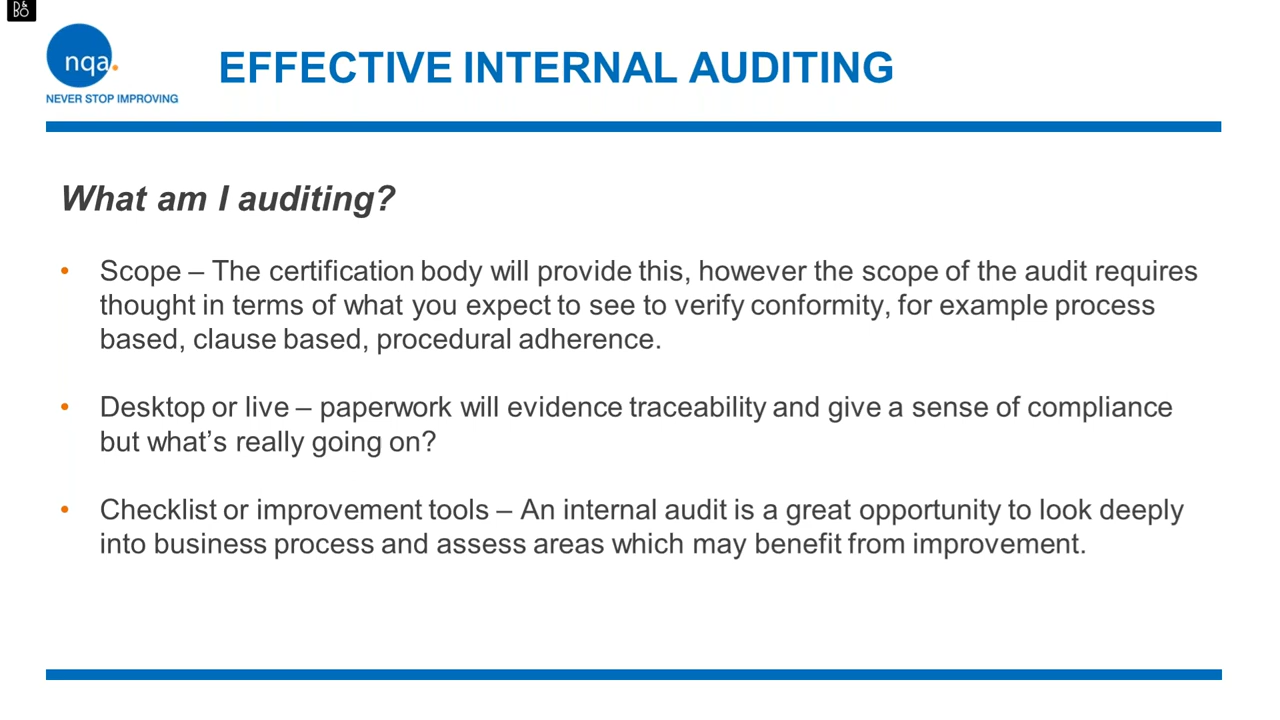 B&O
nqa.
NEVER STOP IMPROVING
EFFECTIVE INTERNAL AUDITING
What am I auditing?
• Scope – The certification body will provide this, however the scope of the audit requires
thought in terms of what you expect to see to verify conformity, for example process
based, clause based, procedural adherence.
• Desktop or live – paperwork will evidence traceability and give a sense of compliance
but what’s really going on?
• Checklist or improvement tools – An internal audit is a great opportunity to look deeply
into business process and assess areas which may benefit from improvement.